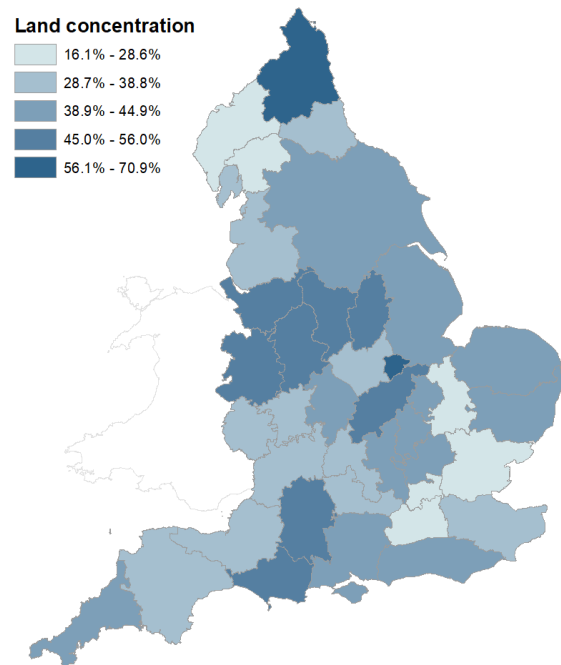 Land concentration
16.1% - 28.6%
28.7% - 38.8%
38.9% - 44.9%
45.0% - 56.0%
56.1% - 70.9%